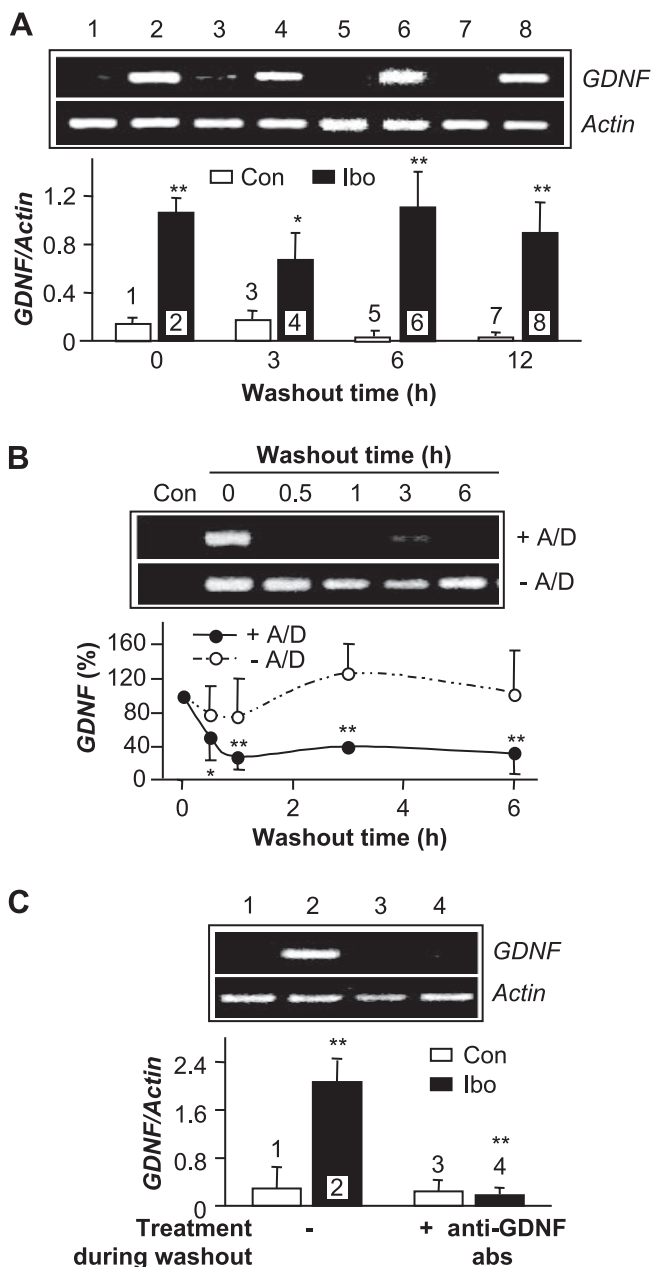 A
1 2 3 4 5 6 7 8
GDNF
Actin
Con Ibo
GDNF/Actin
1.2
0.8
0.4
0
** * ** **
1 2 3 4 5 6 7 8
0 3 6 12
Washout time (h)
B
Washout time (h)
Con 0 0.5 1 3 6
+ A/D
- A/D
+ A/D
- A/D
GDNF (%)
160
120
80
40
0
* ** ** **
0 2 4 6
Washout time (h)
C
1 2 3 4
GDNF
Actin
Con
Ibo
GDNF/Actin
2.4
1.6
0.8
0
** **
1 2 3 4
Treatment - + anti-GDNF
during washout abs